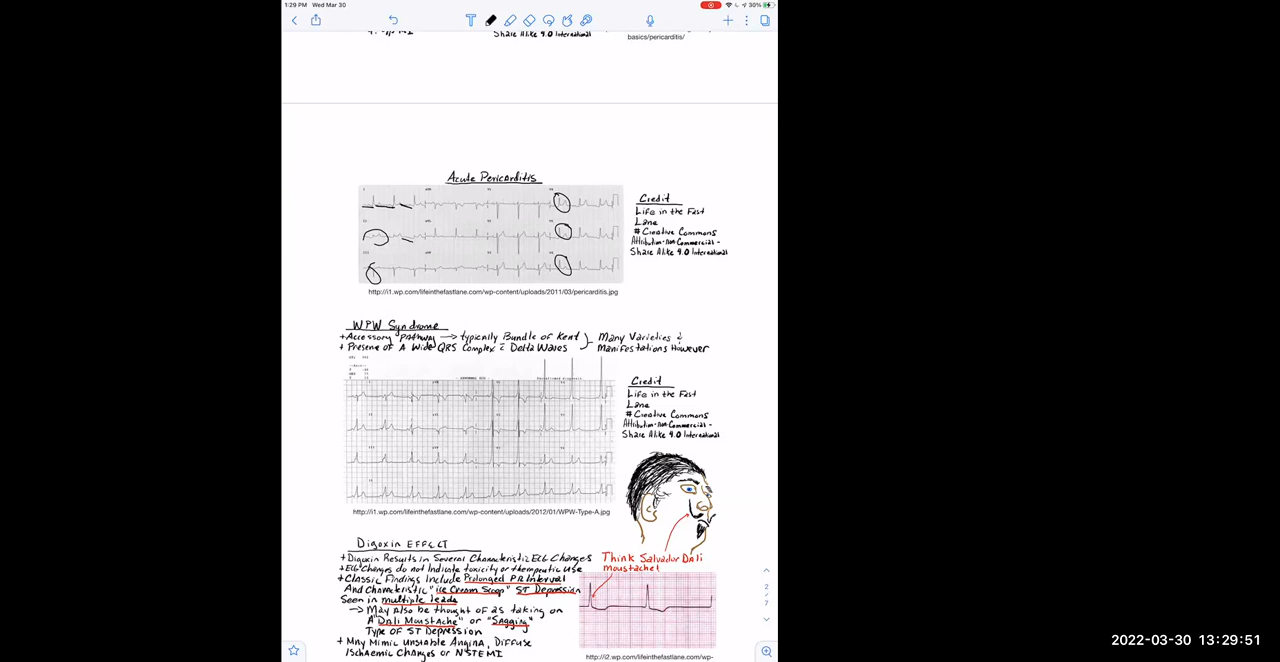 1:29 PM Wed Mar 30
30%
Share Alike 4.0 International
basics/pericarditis/
Acute Pericarditis
Credit
Life in the Fast
Lane
# Creative Commons
Attribution-non Commercial-
Share Alike 4.0 International
http://i1.wp.com/lifeinthefastlane.com/wp-content/uploads/2011/03/pericarditis.jpg
WPW Syndrome
+ Accessory Pathway → typically Bundle of Kent
+ Presence of A Wide QRS Complex c Delta Waves
Many Varieties &
Manifestations However
Credit
Life in the Fast
Lane
# Creative Commons
Attribution-non Commercial-
Share Alike 4.0 International
http://i1.wp.com/lifeinthefastlane.com/wp-content/uploads/2012/01/WPW-Type-A.jpg
Digoxin EFFECT
+ Digoxin Results in Several Characteristic ECG Changes
+ ECG Changes do not Indicate toxicity or therapeutic use
+ Classic Findings Include Prolonged PR Interval
And Characteristic "ice Cream Scoop" ST Depression
Seen in multiple leads
→ May Also be thought of as taking on
A "Dali Moustache" or "Sagging"
Type of ST Depression
+ May Mimic Unstable Angina, Diffuse
Ischaemic Changes or NSTEMI
Think Salvador Dali
moustache!
http://i2.wp.com/lifeinthefastlane.com/wp-
2
7
2022-03-30 13:29:51